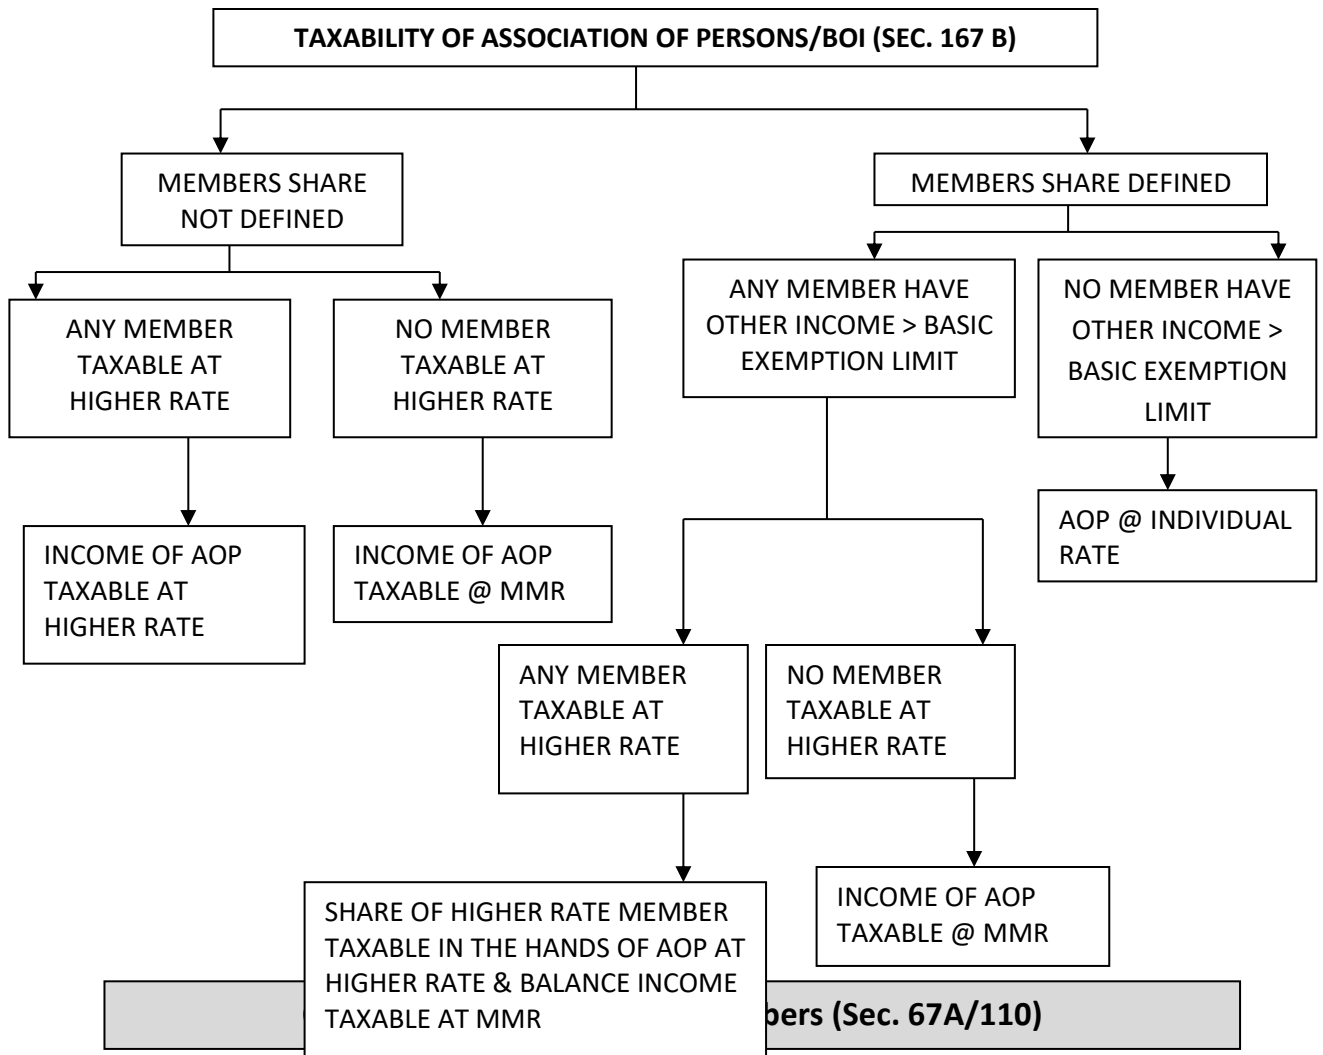 TAXABILITY OF ASSOCIATION OF PERSONS/BOI (SEC. 167 B)
MEMBERS SHARE
NOT DEFINED
MEMBERS SHARE DEFINED
ANY MEMBER
TAXABLE AT
HIGHER RATE
NO MEMBER
TAXABLE AT
HIGHER RATE
ANY MEMBER HAVE
OTHER INCOME > BASIC
EXEMPTION LIMIT
NO MEMBER HAVE
OTHER INCOME >
BASIC EXEMPTION
LIMIT
INCOME OF AOP
TAXABLE AT
HIGHER RATE
INCOME OF AOP
TAXABLE @ MMR
AOP @ INDIVIDUAL
RATE
ANY MEMBER
TAXABLE AT
HIGHER RATE
NO MEMBER
TAXABLE AT
HIGHER RATE
SHARE OF HIGHER RATE MEMBER
TAXABLE IN THE HANDS OF AOP AT
HIGHER RATE & BALANCE INCOME
TAXABLE AT MMR
INCOME OF AOP
TAXABLE @ MMR
(Sec. 67A/110)